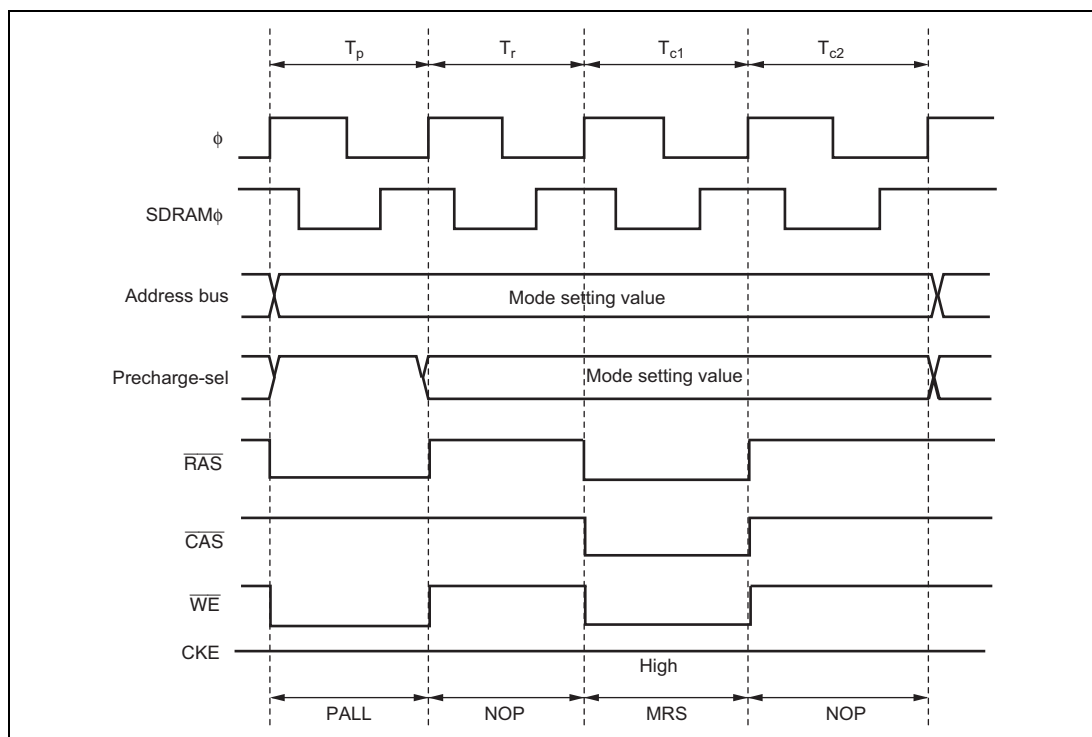 Tp Tr Tc1 Tc2
ϕ
SDRAMϕ
Address bus Mode setting value
Precharge-sel Mode setting value
RAS
CAS
WE
CKE High
PALL NOP MRS NOP